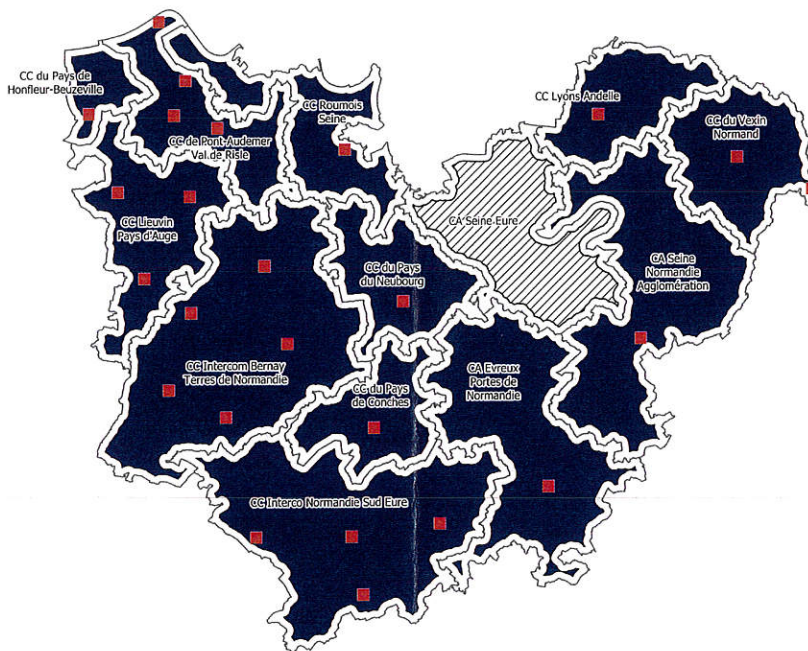 CC du Pays de
Honfleur-Beuzeville
CC Roumois
Seine
CC Lyons Andelle
CC du Vexin
Normand
CC de Pont-Audemer
Val de Risle
CC Lieuvin
Pays d'Auge
CA Seine Eure
CA Seine
Normandie
Agglomération
CC du Pays
du Neubourg
CC Intercom Bernay
Terres de Normandie
CC du Pays
de Conches
CA Evreux
Portes de
Normandie
CC Interco Normandie Sud Eure